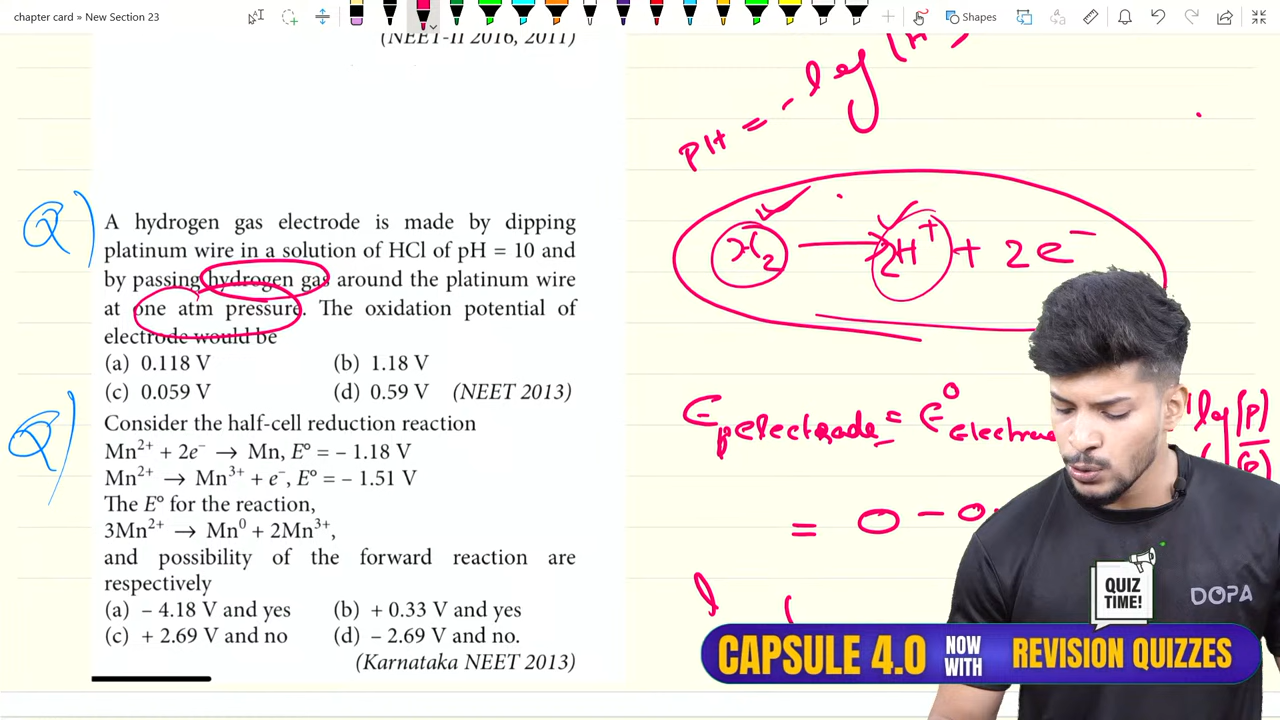 chapter card » New Section 23
Shapes
(NEET-II 2016, 2011)
pH = - log (H
Q)
A hydrogen gas electrode is made by dipping
platinum wire in a solution of HCl of pH = 10 and
by passing hydrogen gas around the platinum wire
at one atm pressure. The oxidation potential of
electrode would be
(a) 0.118 V (b) 1.18 V
(c) 0.059 V (d) 0.59 V (NEET 2013)
H2 → 2H+ + 2e−
Q)
Consider the half-cell reduction reaction
Mn2+ + 2e− → Mn, E° = − 1.18 V
Mn2+ → Mn3+ + e−, E° = − 1.51 V
The E° for the reaction,
3Mn2+ → Mn0 + 2Mn3+,
and possibility of the forward reaction are
respectively
(a) − 4.18 V and yes (b) + 0.33 V and yes
(c) + 2.69 V and no (d) − 2.69 V and no.
(Karnataka NEET 2013)
= 0 - 0.
QUIZ
TIME!
DOPA
CAPSULE 4.0 NOW WITH REVISION QUIZZES